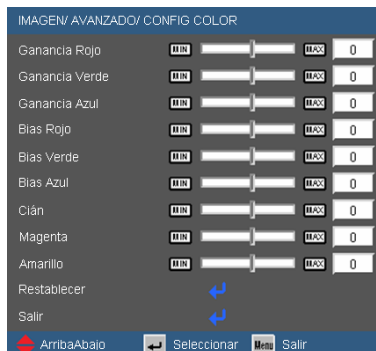 IMAGEN/ AVANZADO/ CONFIG COLOR
Ganancia Rojo MIN MAX 0
Ganancia Verde MIN MAX 0
Ganancia Azul MIN MAX 0
Bias Rojo MIN MAX 0
Bias Verde MIN MAX 0
Bias Azul MIN MAX 0
Cián MIN MAX 0
Magenta MIN MAX 0
Amarillo MIN MAX 0
Restablecer
Salir
ArribaAbajo Seleccionar Menu Salir